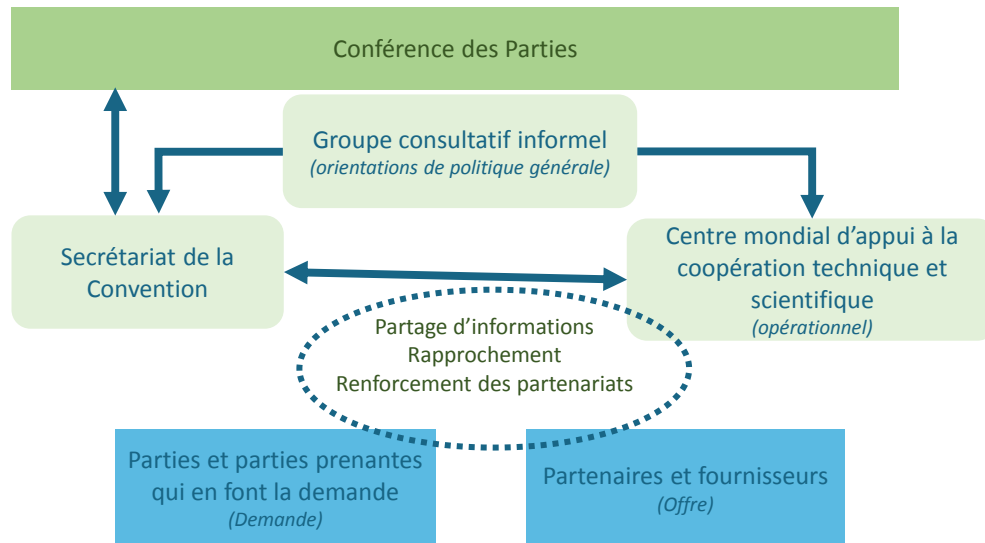 Conférence des Parties
Groupe consultatif informel
(orientations de politique générale)
Secrétariat de la
Convention
Centre mondial d’appui à la
coopération technique et
scientifique
(opérationnel)
Partage d’informations
Rapprochement
Renforcement des partenariats
Parties et parties prenantes
qui en font la demande
(Demande)
Partenaires et fournisseurs
(Offre)